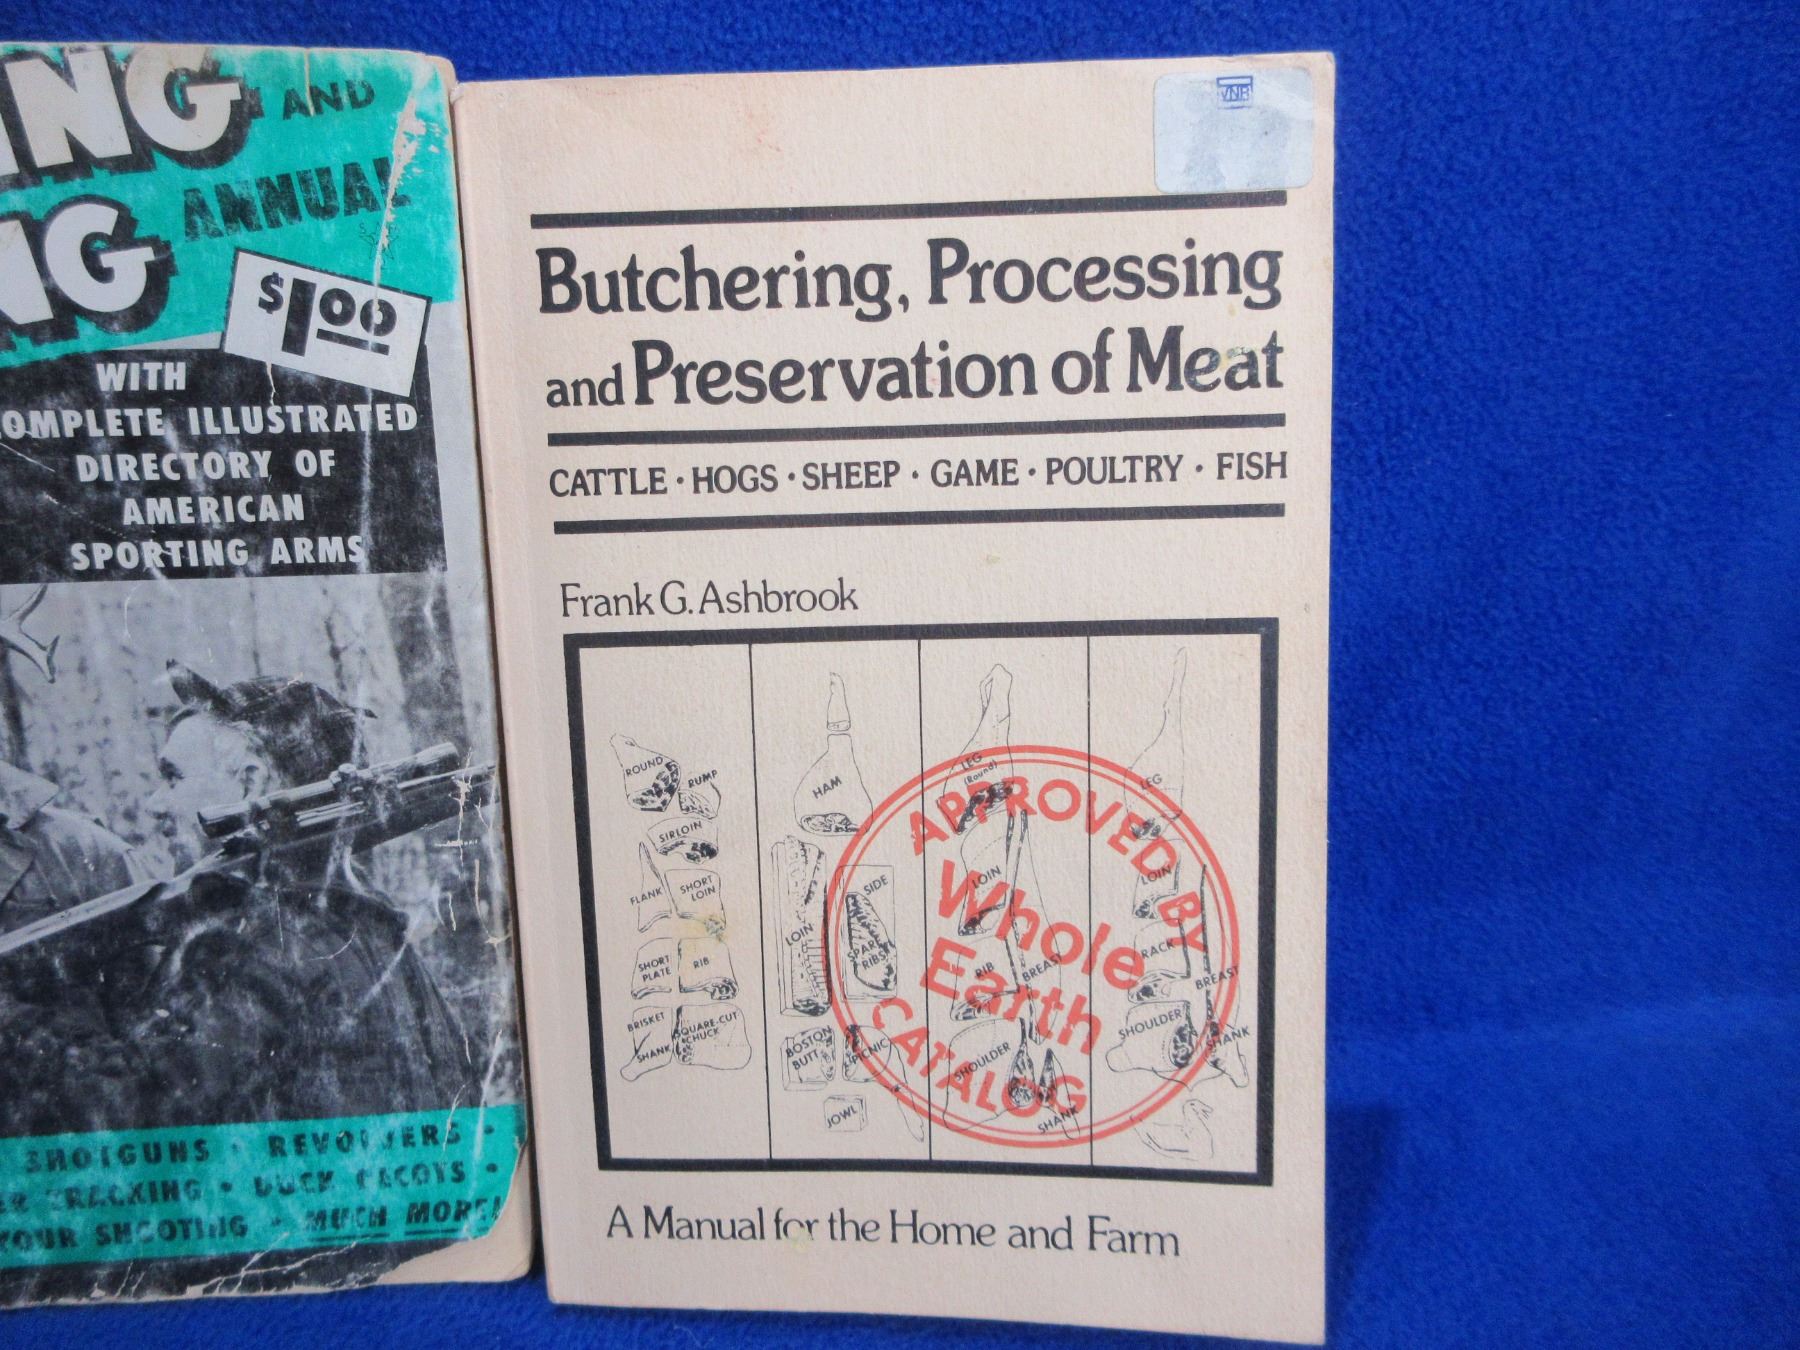 ING
AND
NG
ANNUAL
$1.00
WITH
COMPLETE ILLUSTRATED
DIRECTORY OF
AMERICAN
SPORTING ARMS
SHOTGUNS · REVOLVERS ·
ER TRACKING · DUCK DECOYS ·
YOUR SHOOTING · MUCH MORE!
VNR
Butchering, Processing
and Preservation of Meat
CATTLE · HOGS · SHEEP · GAME · POULTRY · FISH
Frank G. Ashbrook
ROUND
RUMP
SIRLOIN
FLANK
SHORT
LOIN
SHORT
PLATE
RIB
BRISKET
SHANK
SQUARE-CUT
CHUCK
HAM
LOIN
SIDE
SPARE
RIBS
BOSTON
BUTT
PICNIC
JOWL
LEG
(Round)
LOIN
RIB
BREAST
SHOULDER
SHANK
LEG
LOIN
RACK
BREAST
SHOULDER
SHANK
APPROVED BY
Whole
Earth
CATALOG
A Manual for the Home and Farm